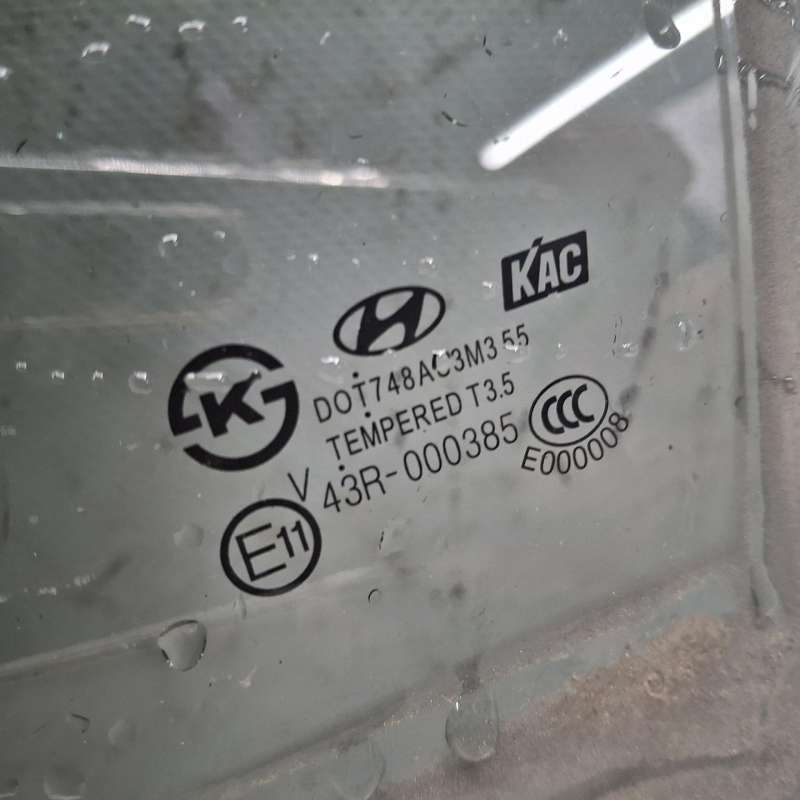 KAC
K
DOT748AC3M3 55
TEMPERED T3.5
V 43R-000385
CCC
E000008
E11